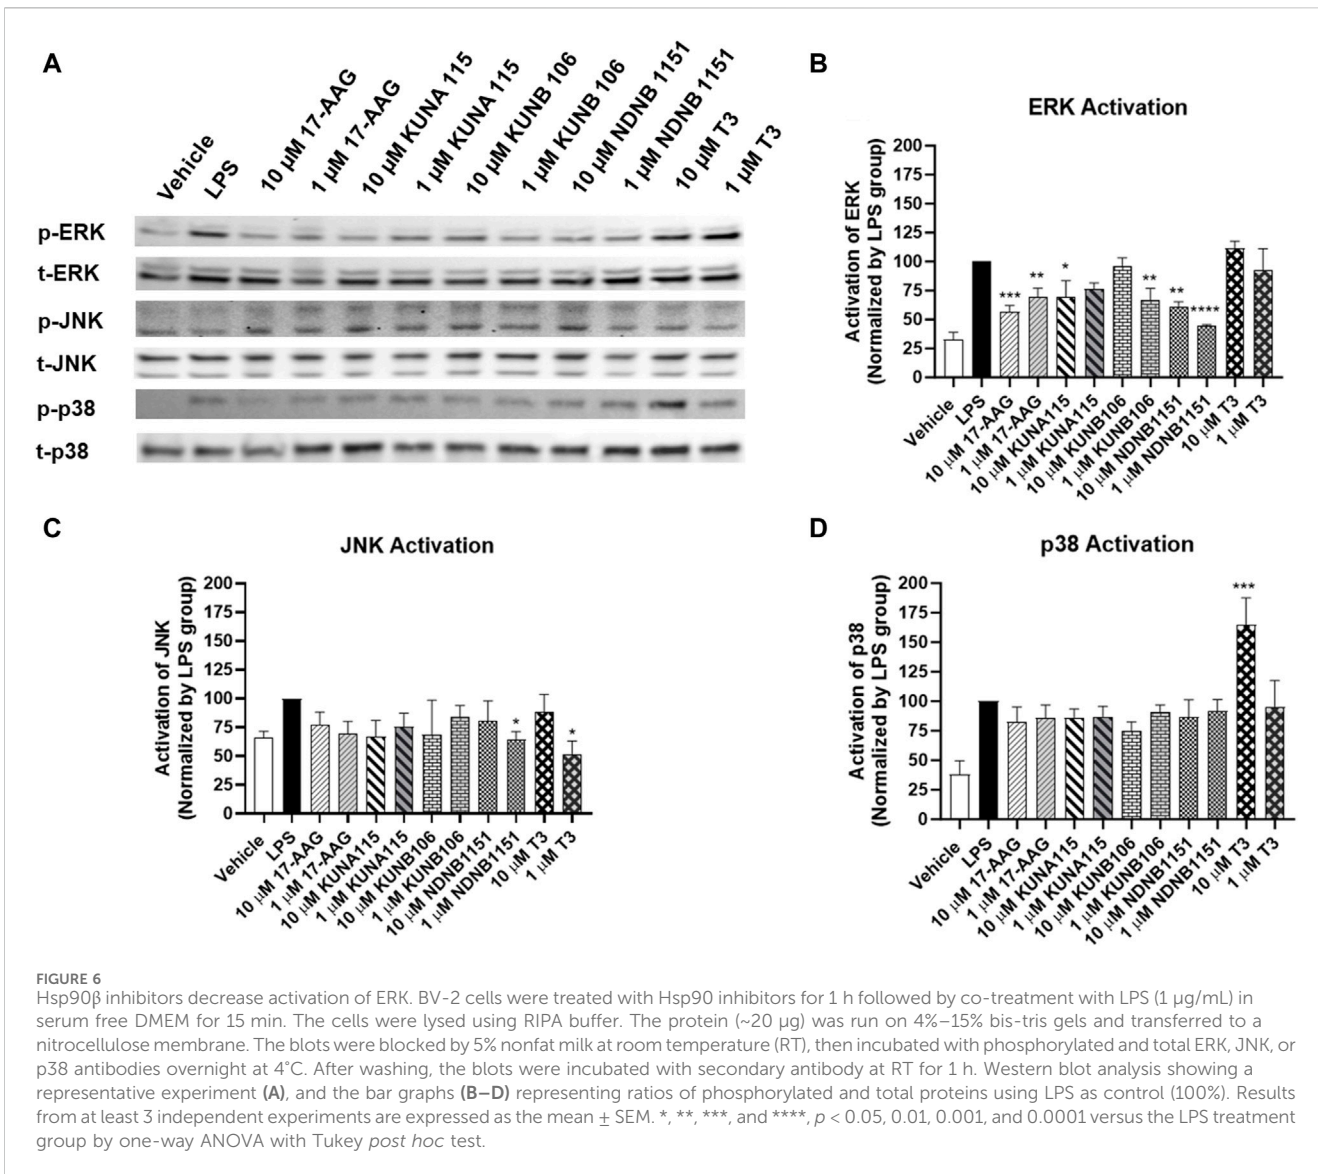 A
Vehicle
LPS
10 µM 17-AAG
1 µM 17-AAG
10 µM KUNA 115
1 µM KUNA 115
10 µM KUNB 106
1 µM KUNB 106
10 µM NDNB 1151
1 µM NDNB 1151
10 µM T3
1 µM T3
p-ERK
t-ERK
p-JNK
t-JNK
p-p38
t-p38
B
ERK Activation
Activation of ERK
(Normalized by LPS group)
200
175
150
125
100
75
50
25
0
***
**
*
**
**
****
Vehicle
LPS
10 µM 17-AAG
1 µM 17-AAG
10 µM KUNA115
1 µM KUNA115
10 µM KUNB106
1 µM KUNB106
10 µM NDNB1151
1 µM NDNB1151
10 µM T3
1 µM T3
C
JNK Activation
Activation of JNK
(Normalized by LPS group)
200
175
150
125
100
75
50
25
0
*
*
Vehicle
LPS
10 µM 17-AAG
1 µM 17-AAG
10 µM KUNA115
1 µM KUNA115
10 µM KUNB106
1 µM KUNB106
10 µM NDNB1151
1 µM NDNB1151
10 µM T3
1 µM T3
D
p38 Activation
Activation of p38
(Normalized by LPS group)
200
175
150
125
100
75
50
25
0
***
Vehicle
LPS
10 µM 17-AAG
1 µM 17-AAG
10 µM KUNA115
1 µM KUNA115
10 µM KUNB106
1 µM KUNB106
10 µM NDNB1151
1 µM NDNB1151
10 µM T3
1 µM T3
FIGURE 6
Hsp90β inhibitors decrease activation of ERK. BV-2 cells were treated with Hsp90 inhibitors for 1 h followed by co-treatment with LPS (1 µg/mL) in
serum free DMEM for 15 min. The cells were lysed using RIPA buffer. The protein (~20 µg) was run on 4%–15% bis-tris gels and transferred to a
nitrocellulose membrane. The blots were blocked by 5% nonfat milk at room temperature (RT), then incubated with phosphorylated and total ERK, JNK, or
p38 antibodies overnight at 4°C. After washing, the blots were incubated with secondary antibody at RT for 1 h. Western blot analysis showing a
representative experiment (A), and the bar graphs (B–D) representing ratios of phosphorylated and total proteins using LPS as control (100%). Results
from at least 3 independent experiments are expressed as the mean ± SEM. *, **, ***, and ****, p < 0.05, 0.01, 0.001, and 0.0001 versus the LPS treatment
group by one-way ANOVA with Tukey post hoc test.